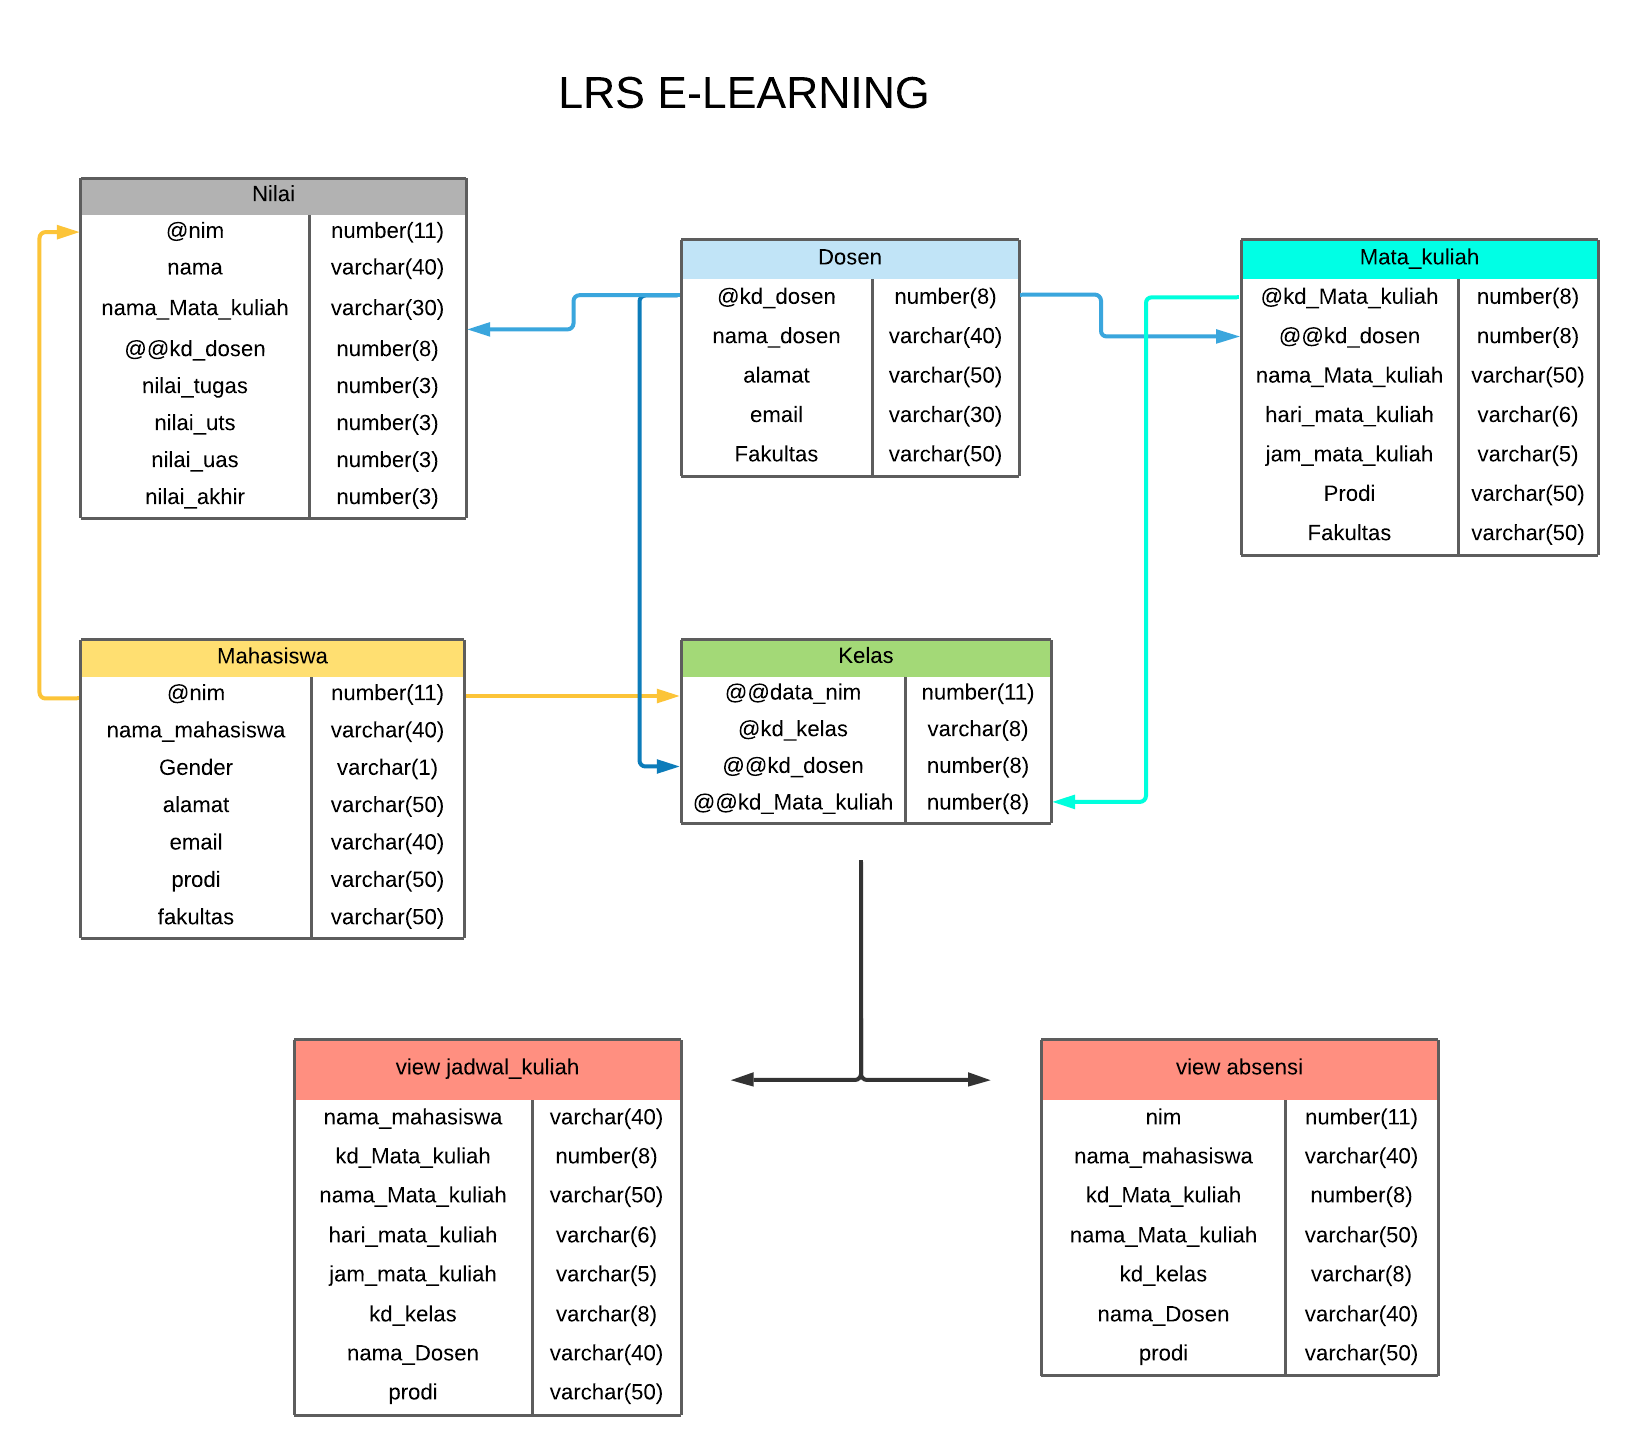 LRS E-LEARNING
Nilai
@nim number(11)
nama varchar(40)
nama_Mata_kuliah varchar(30)
@@kd_dosen number(8)
nilai_tugas number(3)
nilai_uts number(3)
nilai_uas number(3)
nilai_akhir number(3)
Dosen
@kd_dosen number(8)
nama_dosen varchar(40)
alamat varchar(50)
email varchar(30)
Fakultas varchar(50)
Mata_kuliah
@kd_Mata_kuliah number(8)
@@kd_dosen number(8)
nama_Mata_kuliah varchar(50)
hari_mata_kuliah varchar(6)
jam_mata_kuliah varchar(5)
Prodi varchar(50)
Fakultas varchar(50)
Mahasiswa
@nim number(11)
nama_mahasiswa varchar(40)
Gender varchar(1)
alamat varchar(50)
email varchar(40)
prodi varchar(50)
fakultas varchar(50)
Kelas
@@data_nim number(11)
@kd_kelas varchar(8)
@@kd_dosen number(8)
@@kd_Mata_kuliah number(8)
view jadwal_kuliah
nama_mahasiswa varchar(40)
kd_Mata_kuliah number(8)
nama_Mata_kuliah varchar(50)
hari_mata_kuliah varchar(6)
jam_mata_kuliah varchar(5)
kd_kelas varchar(8)
nama_Dosen varchar(40)
prodi varchar(50)
view absensi
nim number(11)
nama_mahasiswa varchar(40)
kd_Mata_kuliah number(8)
nama_Mata_kuliah varchar(50)
kd_kelas varchar(8)
nama_Dosen varchar(40)
prodi varchar(50)